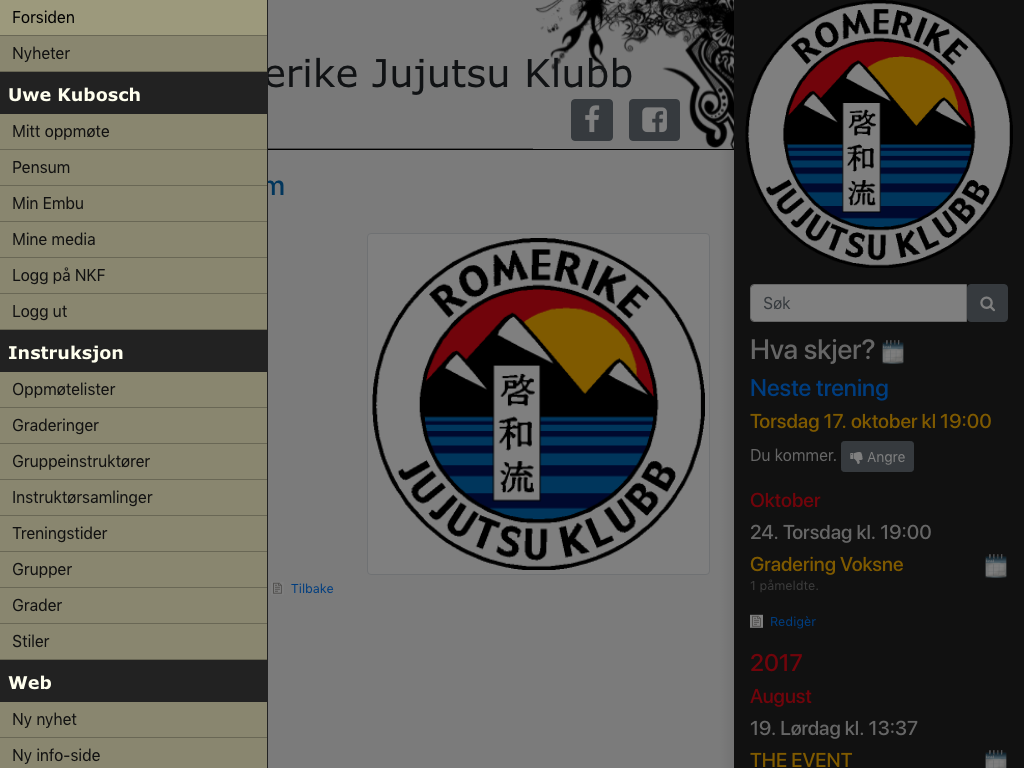 Forsiden
Nyheter
Uwe Kubosch
Mitt oppmøte
Pensum
Min Embu
Mine media
Logg på NKF
Logg ut
Instruksjon
Oppmøtelister
Graderinger
Gruppeinstruktører
Instruktørsamlinger
Treningstider
Grupper
Grader
Stiler
Web
Ny nyhet
Ny info-side
erike Jujutsu Klubb
m
ROMERIKE
啓和流
JUJUTSU KLUBB
Tilbake
ROMERIKE
啓和流
JUJUTSU KLUBB
Søk
Hva skjer?
Neste trening
Torsdag 17. oktober kl 19:00
Du kommer. Angre
Oktober
24. Torsdag kl. 19:00
Gradering Voksne
1 påmeldte.
Redigèr
2017
August
19. Lørdag kl. 13:37
THE EVENT